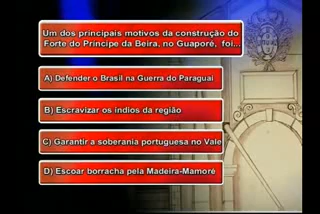 Um dos principais motivos da construção do
Forte do Príncipe da Beira, no Guaporé, foi...
A) Defender o Brasil na Guerra do Paraguai
B) Escravizar os índios da região
C) Garantir a soberania portuguesa no Vale
D) Escoar borracha pela Madeira-Mamoré